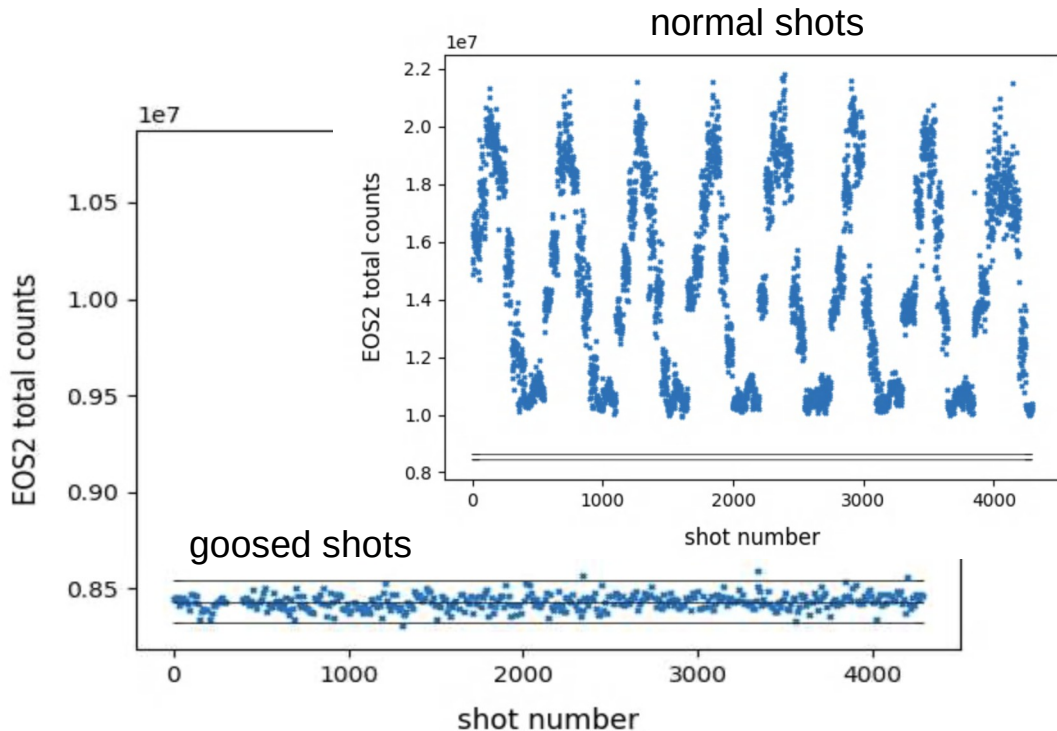 normal shots
1e7
2.2
2.0
1.8
1.6
1.4
1.2
1.0
0.8
EOS2 total counts
0 1000 2000 3000 4000
shot number
1e7
1.05
1.00
0.95
0.90
0.85
EOS2 total counts
goosed shots
0 1000 2000 3000 4000
shot number